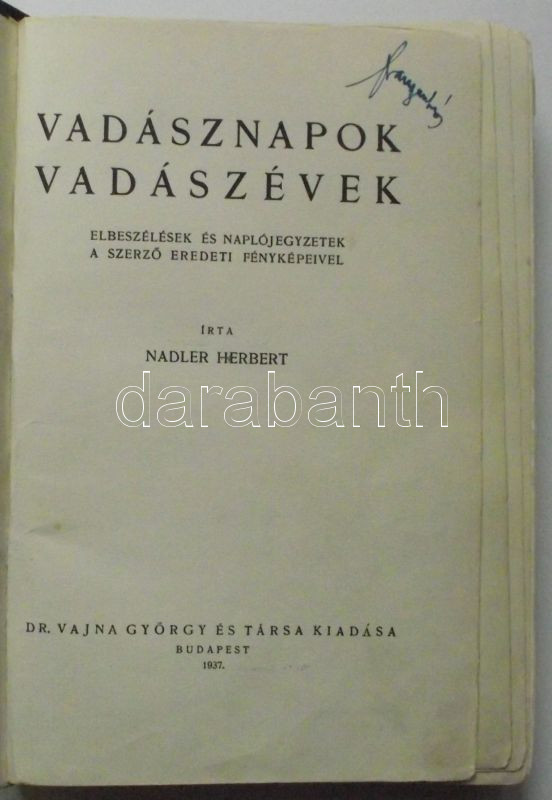 VADÁSZNAPOK
VADÁSZÉVEK
ELBESZÉLÉSEK ÉS NAPLÓJEGYZETEK
A SZERZŐ EREDETI FÉNYKÉPEIVEL
ÍRTA
NADLER HERBERT
darabanth
DR. VAJNA GYÖRGY ÉS TÁRSA KIADÁSA
BUDAPEST
1937.